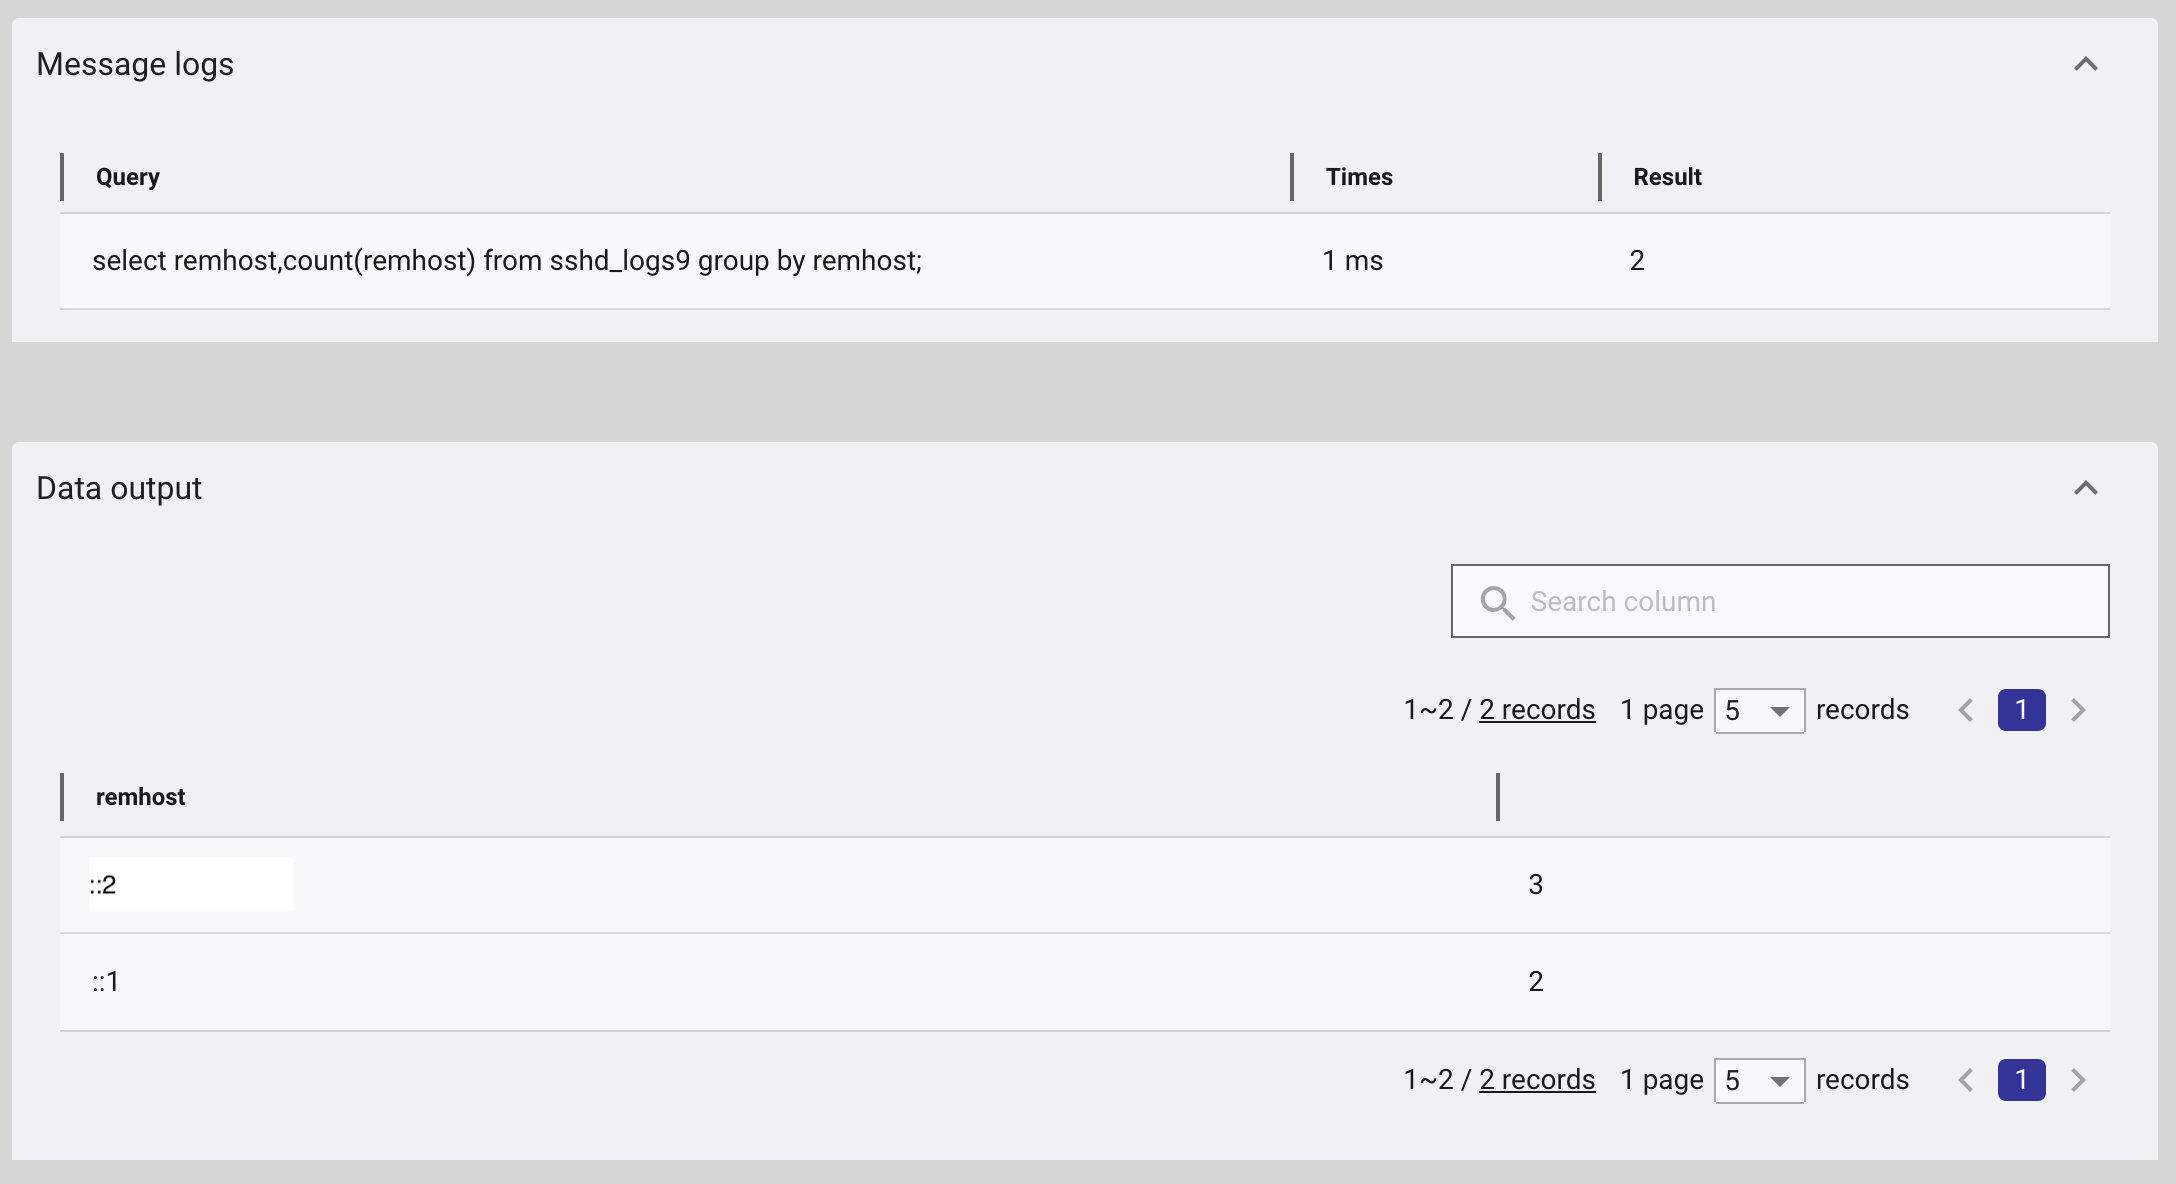 Message logs
Query Times Result
select remhost,count(remhost) from sshd_logs9 group by remhost; 1 ms 2
Data output
Search column
1~2 / 2 records 1 page 5 records 1
remhost
::2 3
::1 2
1~2 / 2 records 1 page 5 records 1